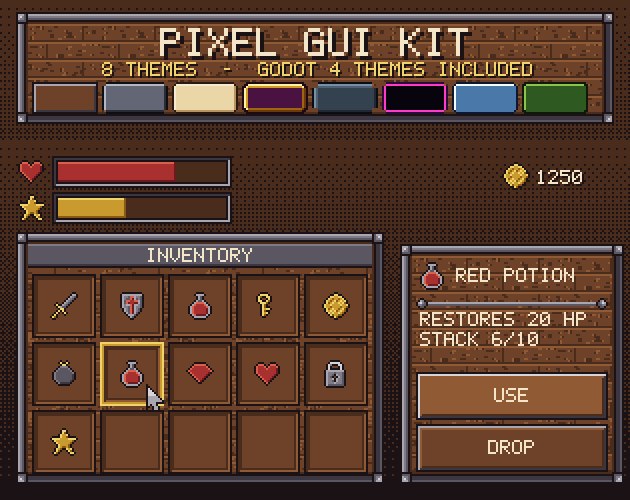 PIXEL GUI KIT
8 THEMES - GODOT 4 THEMES INCLUDED
1250
INVENTORY
RED POTION
RESTORES 20 HP
STACK 6/10
USE
DROP